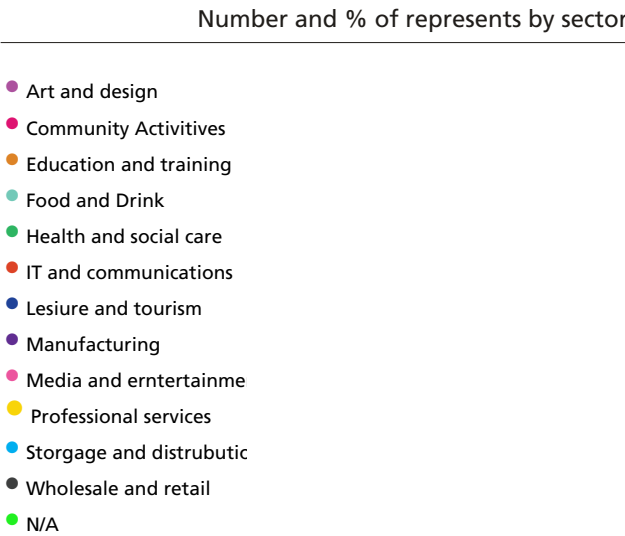 Number and % of represents by sector
Art and design
Community Activitives
Education and training
Food and Drink
Health and social care
IT and communications
Lesiure and tourism
Manufacturing
Media and erntertainme
Professional services
Storgage and distrubutic
Wholesale and retail
N/A